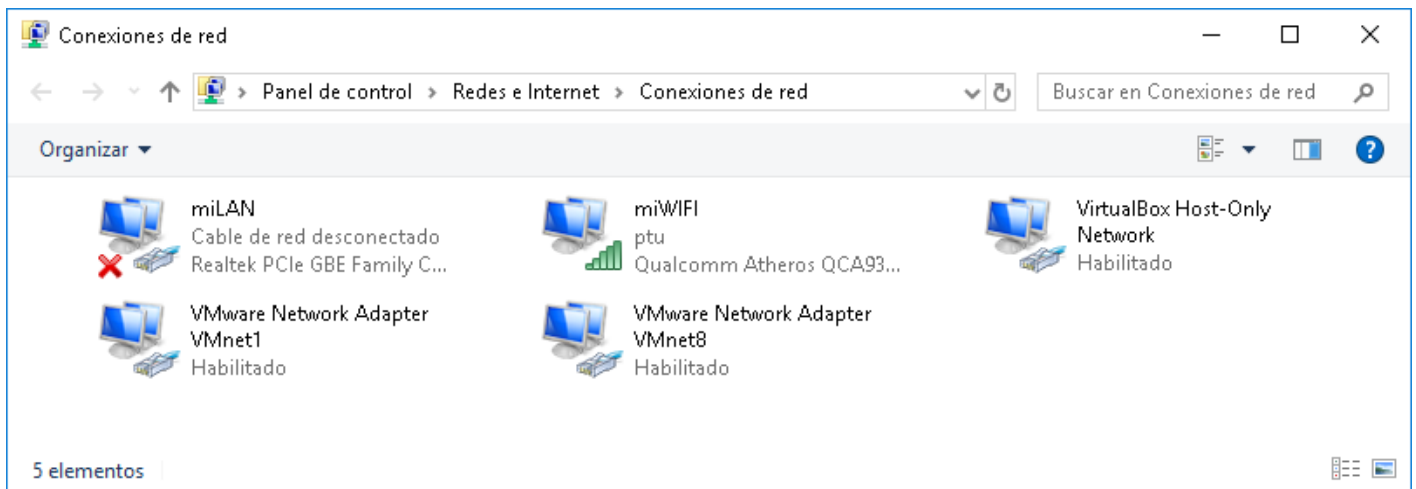 Conexiones de red
Panel de control > Redes e Internet > Conexiones de red
Buscar en Conexiones de red
Organizar
miLAN
Cable de red desconectado
Realtek PCIe GBE Family C...
miWIFI
ptu
Qualcomm Atheros QCA93...
VirtualBox Host-Only
Network
Habilitado
VMware Network Adapter
VMnet1
Habilitado
VMware Network Adapter
VMnet8
Habilitado
5 elementos